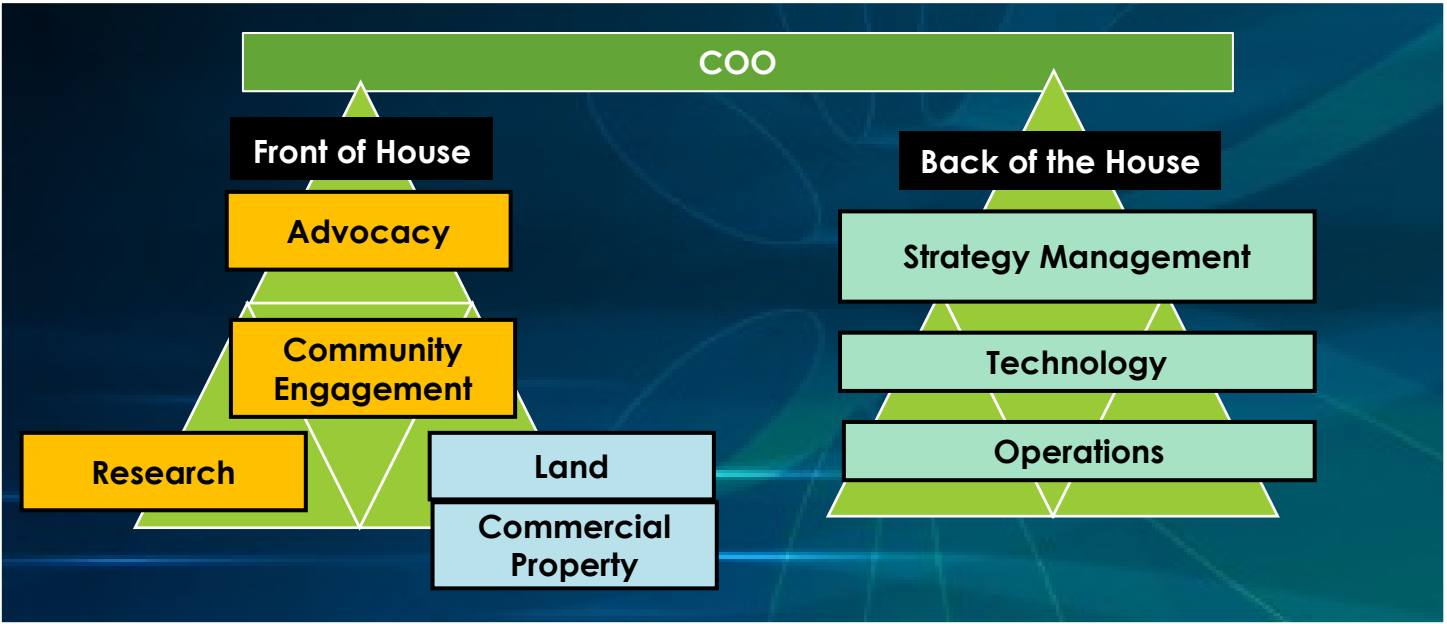 COO
Front of House
Advocacy
Community
Engagement
Research
Land
Commercial
Property
Back of the House
Strategy Management
Technology
Operations